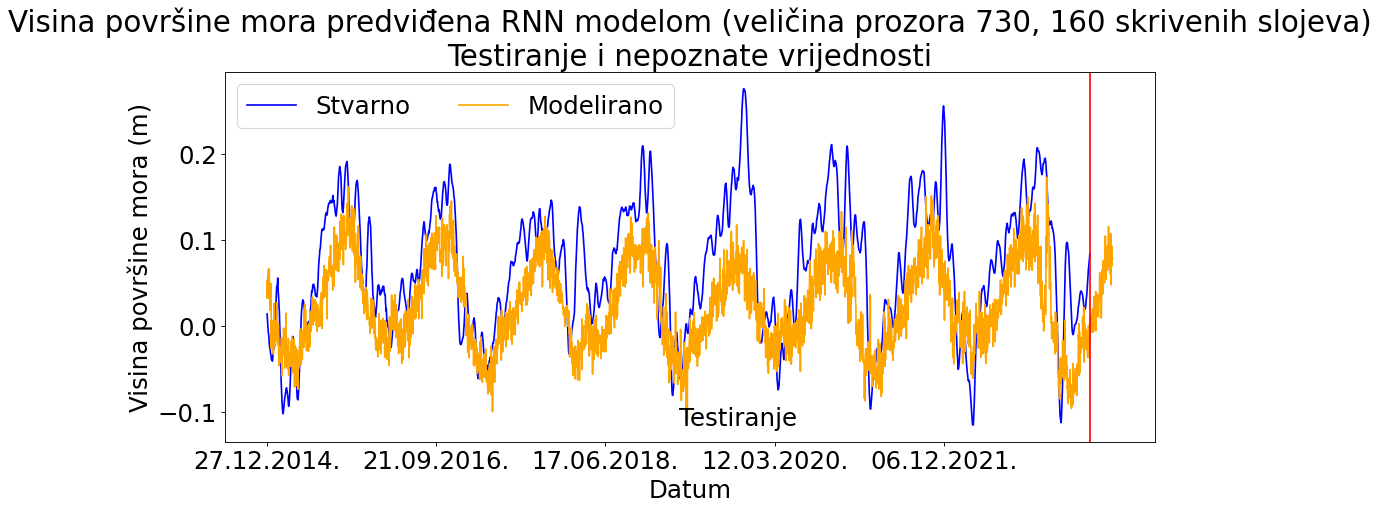 Visina površine mora predviđena RNN modelom (veličina prozora 730, 160 skrivenih slojeva)
Testiranje i nepoznate vrijednosti
Stvarno
Modelirano
Visina površine mora (m)
0.2
0.1
0.0
−0.1
Testiranje
27.12.2014.
21.09.2016.
17.06.2018.
12.03.2020.
06.12.2021.
Datum